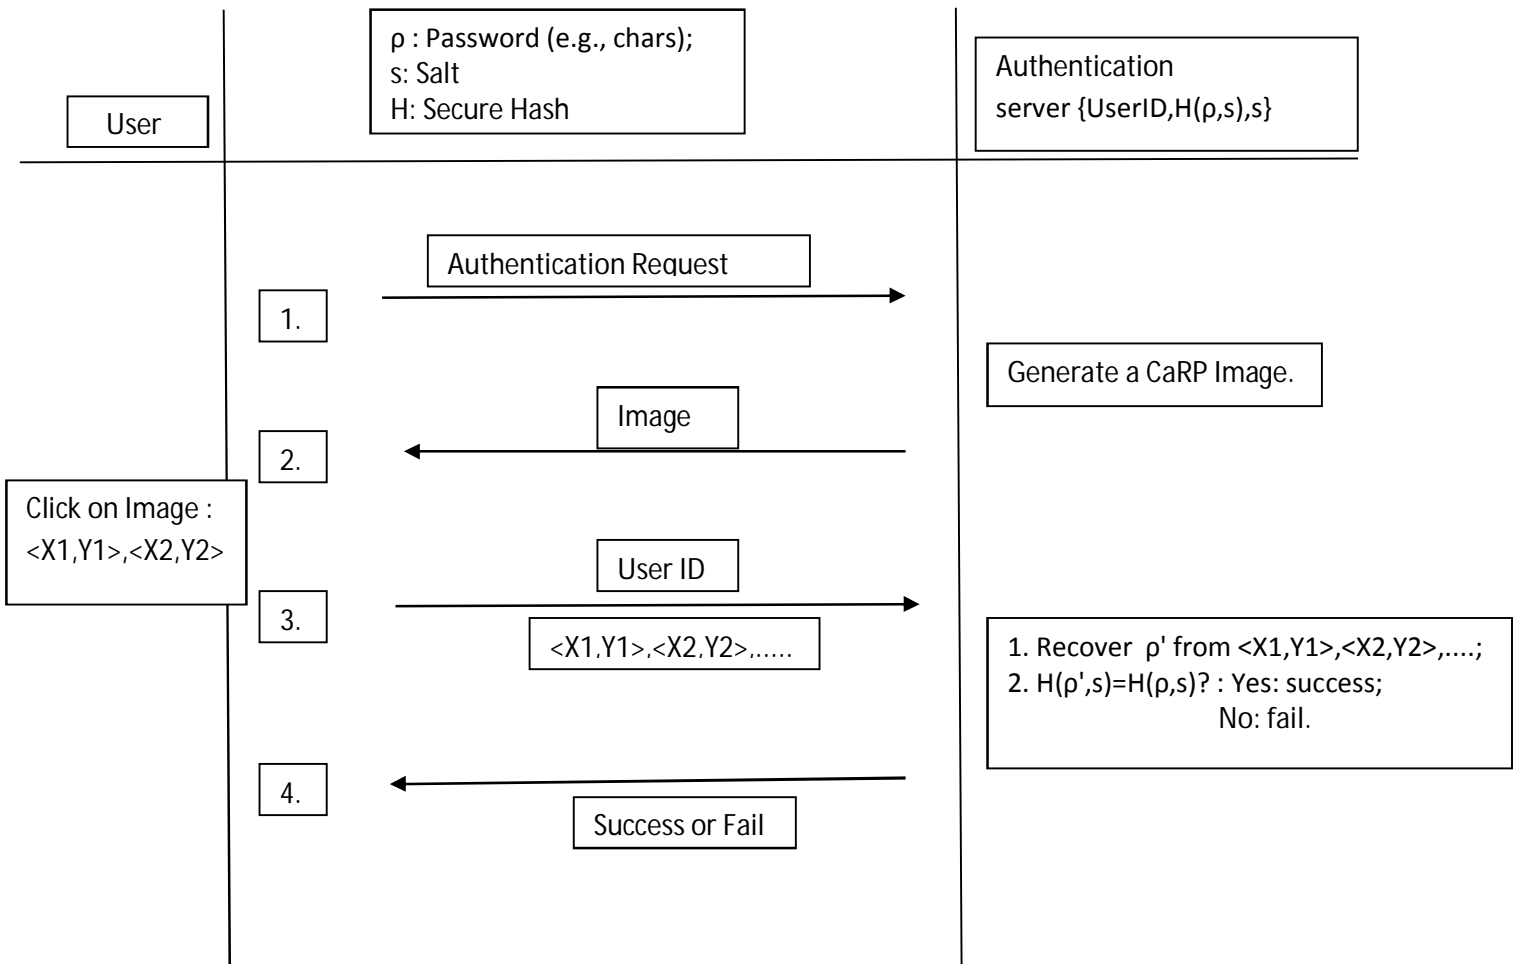 User
ρ : Password (e.g., chars);
s: Salt
H: Secure Hash
Authentication
server {UserID,H(ρ,s),s}
Authentication Request
1.
Generate a CaRP Image.
Image
2.
Click on Image :
<X1,Y1>,<X2,Y2>
User ID
3.
<X1,Y1>,<X2,Y2>,.....
1. Recover ρ' from <X1,Y1>,<X2,Y2>,....;
2. H(ρ',s)=H(ρ,s)? : Yes: success;
No: fail.
4.
Success or Fail